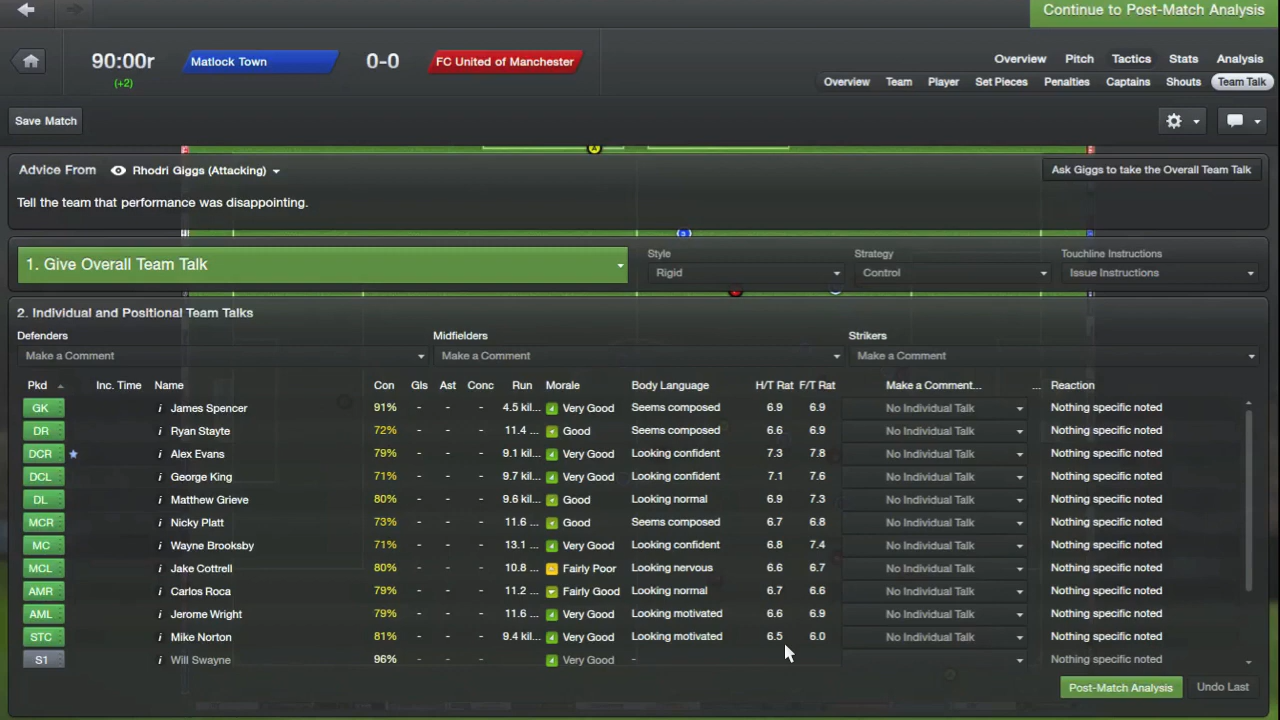 Continue to Post-Match Analysis
90:00r Matlock Town 0-0 FC United of Manchester
(+2)
Overview Pitch Tactics Stats Analysis
Overview Team Player Set Pieces Penalties Captains Shouts Team Talk
Save Match
Advice From Rhodri Giggs (Attacking) Ask Giggs to take the Overall Team Talk
Tell the team that performance was disappointing.
1. Give Overall Team Talk
Style Strategy Touchline Instructions
Rigid Control Issue Instructions
2. Individual and Positional Team Talks
Defenders Midfielders Strikers
Make a Comment Make a Comment Make a Comment
Pkd Inc. Time Name Con Gls Ast Conc Run Morale Body Language H/T Rat F/T Rat Make a Comment... ... Reaction
GK i James Spencer 91% - - - 4.5 kil... Very Good Seems composed 6.9 6.9 No Individual Talk Nothing specific noted
DR i Ryan Stayte 72% - - - 11.4 ... Good Seems composed 6.6 6.9 No Individual Talk Nothing specific noted
DCR i Alex Evans 79% - - - 9.1 kil... Very Good Looking confident 7.3 7.8 No Individual Talk Nothing specific noted
DCL i George King 71% - - - 9.7 kil... Very Good Looking confident 7.1 7.6 No Individual Talk Nothing specific noted
DL i Matthew Grieve 80% - - - 9.6 kil... Good Looking normal 6.9 7.3 No Individual Talk Nothing specific noted
MCR i Nicky Platt 73% - - - 11.6 ... Good Seems composed 6.7 6.8 No Individual Talk Nothing specific noted
MC i Wayne Brooksby 71% - - - 13.1 ... Very Good Looking confident 6.8 7.4 No Individual Talk Nothing specific noted
MCL i Jake Cottrell 80% - - - 10.8 ... Fairly Poor Looking nervous 6.6 6.7 No Individual Talk Nothing specific noted
AMR i Carlos Roca 79% - - - 11.2 ... Fairly Good Looking normal 6.7 6.6 No Individual Talk Nothing specific noted
AML i Jerome Wright 79% - - - 11.6 ... Very Good Looking motivated 6.6 6.9 No Individual Talk Nothing specific noted
STC i Mike Norton 81% - - - 9.4 kil... Very Good Looking motivated 6.5 6.0 No Individual Talk Nothing specific noted
S1 i Will Swayne 96% Very Good - Nothing specific noted
Post-Match Analysis Undo Last